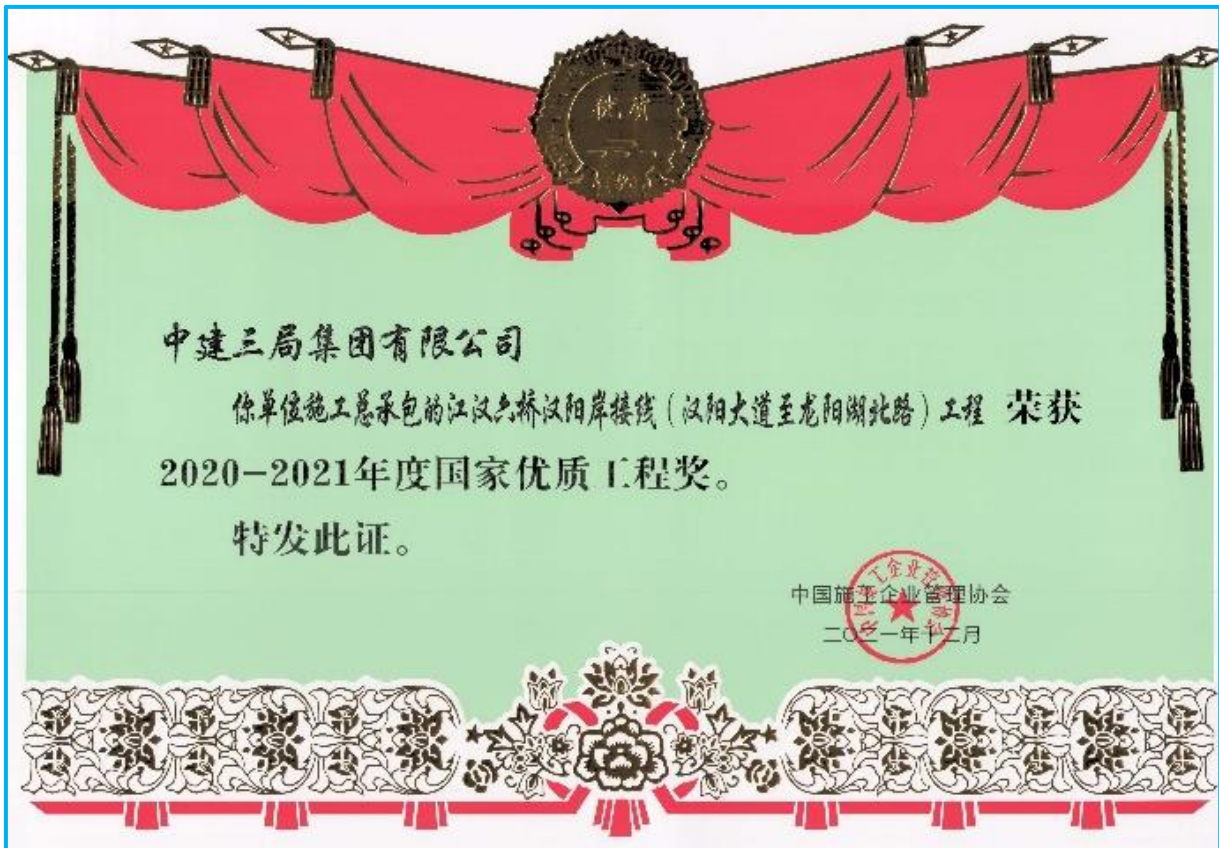 优质
中建三局集团有限公司
你单位施工总承包的江汉六桥汉阳岸接线(汉阳大道至龙阳湖北路)工程 荣获
2020-2021年度国家优质工程奖。
特发此证。
中国施工企业管理协会
二〇二一年十二月